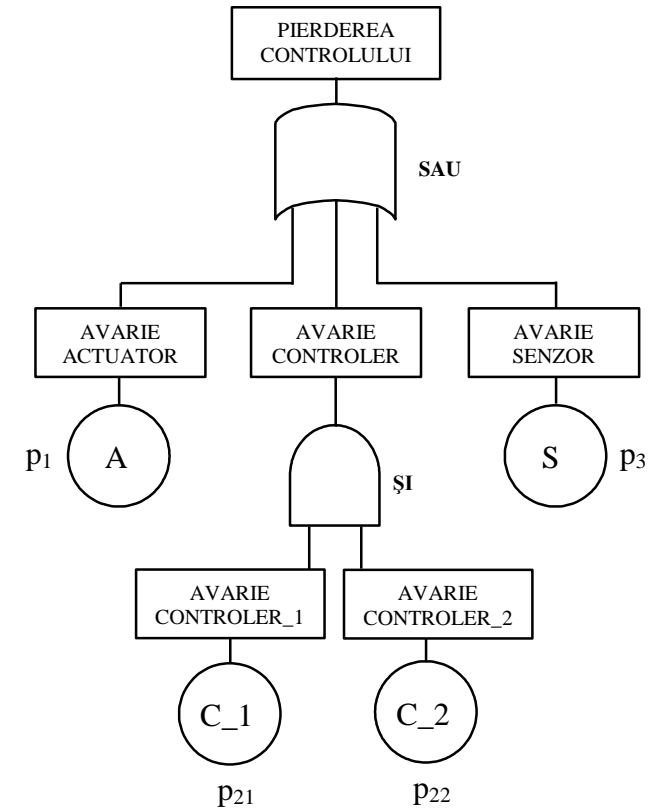 PIERDEREA
CONTROLULUI
SAU
AVARIE
ACTUATOR
AVARIE
CONTROLER
AVARIE
SENZOR
p1
A
S
p3
ŞI
AVARIE
CONTROLER_1
AVARIE
CONTROLER_2
C_1
C_2
p21
p22